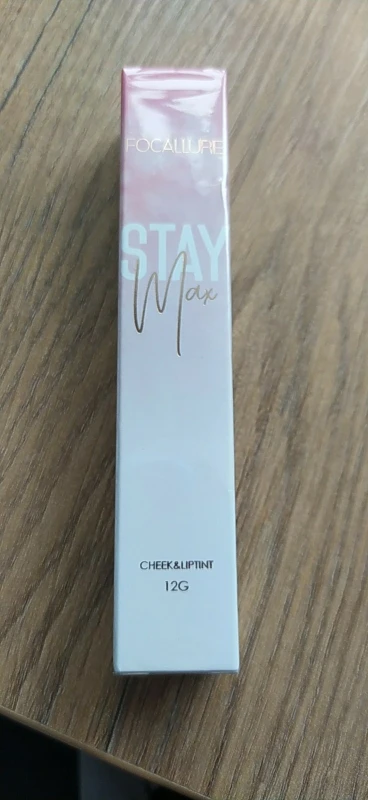 FOCALLURE
STAY
Max
CHEEK&LIPTINT
12G